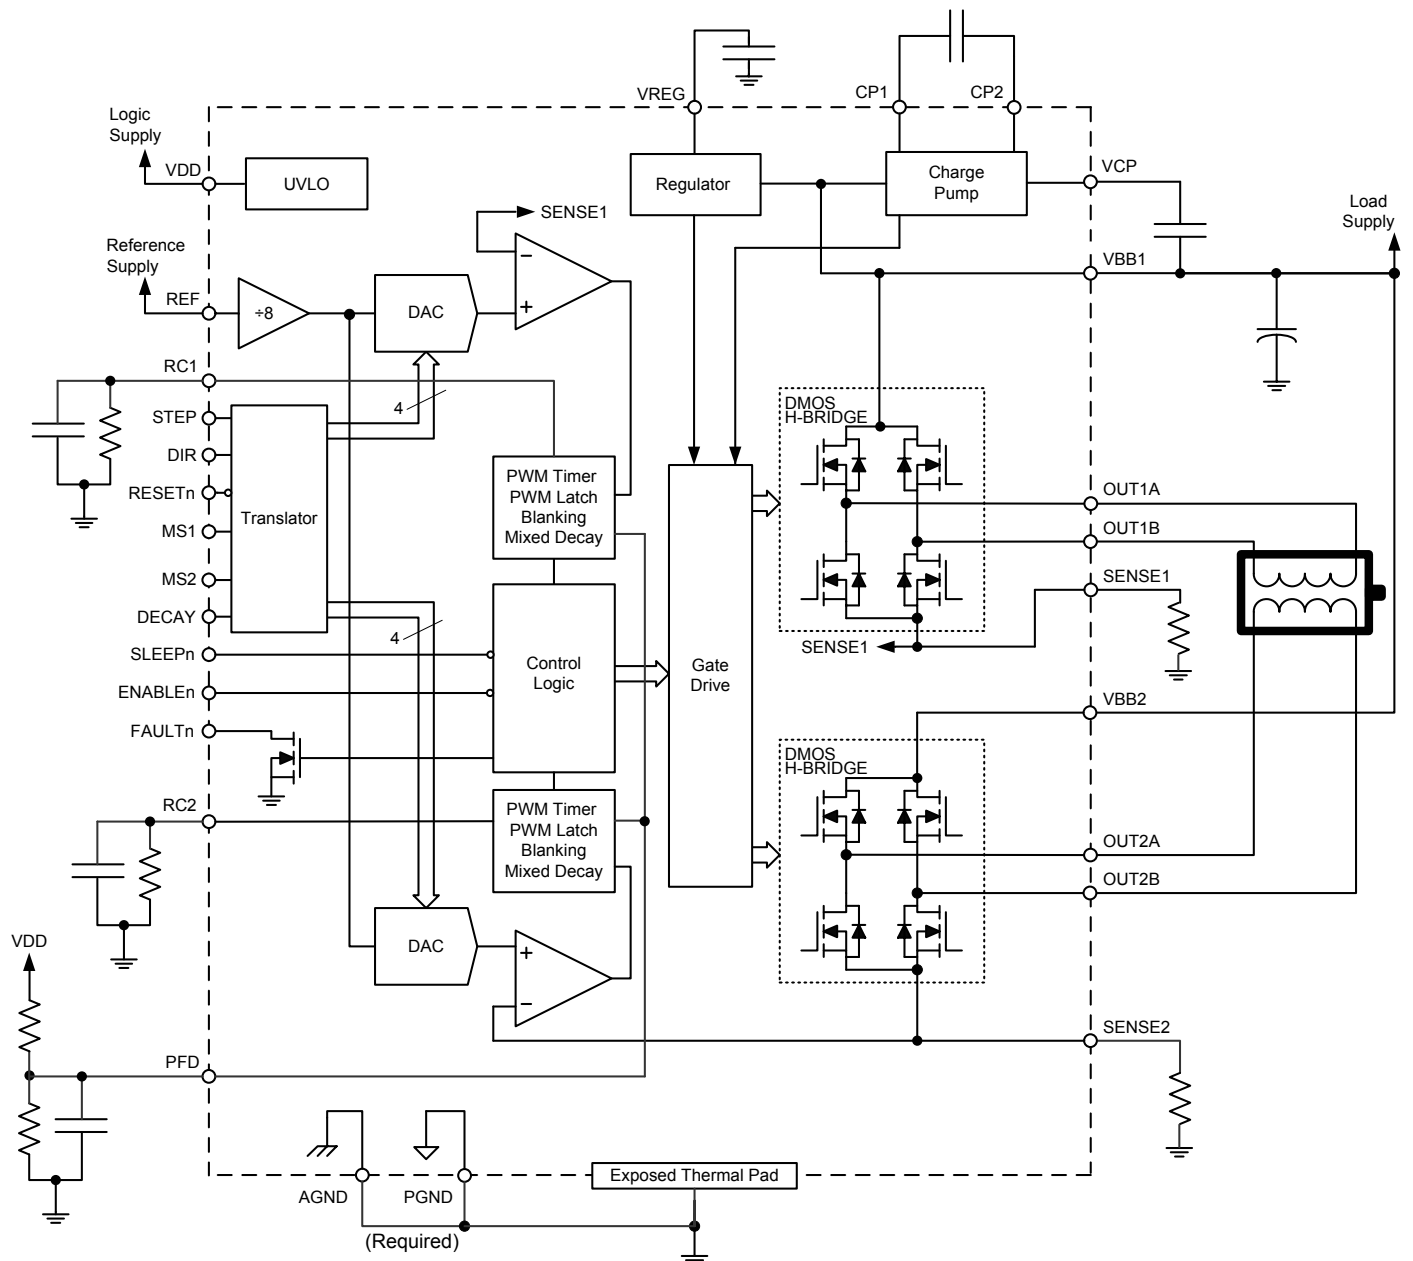 VREG
CP1
CP2
Logic
Supply
VDD
UVLO
Regulator
Charge
Pump
VCP
Load
Supply
SENSE1
Reference
Supply
VBB1
REF
÷8
DAC
−
+
RC1
4
STEP
DIR
RESETn
MS1
MS2
DECAY
Translator
PWM Timer
PWM Latch
Blanking
Mixed Decay
DMOS
H-BRIDGE
OUT1A
OUT1B
SENSE1
4
SENSE1
SLEEPn
ENABLEn
FAULTn
Control
Logic
Gate
Drive
VBB2
DMOS
H-BRIDGE
RC2
PWM Timer
PWM Latch
Blanking
Mixed Decay
OUT2A
OUT2B
VDD
DAC
+
−
SENSE2
PFD
AGND
PGND
Exposed Thermal Pad
(Required)